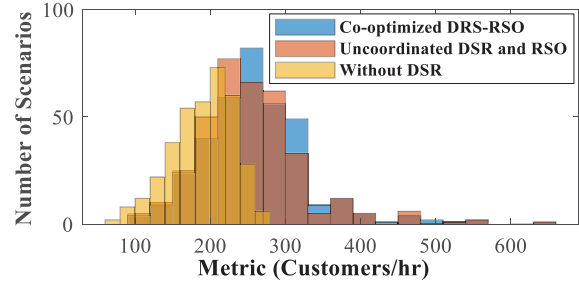 100
50
0
Number of Scenarios
Co-optimized DRS-RSO
Uncoordinated DSR and RSO
Without DSR
100 200 300 400 500 600
Metric (Customers/hr)